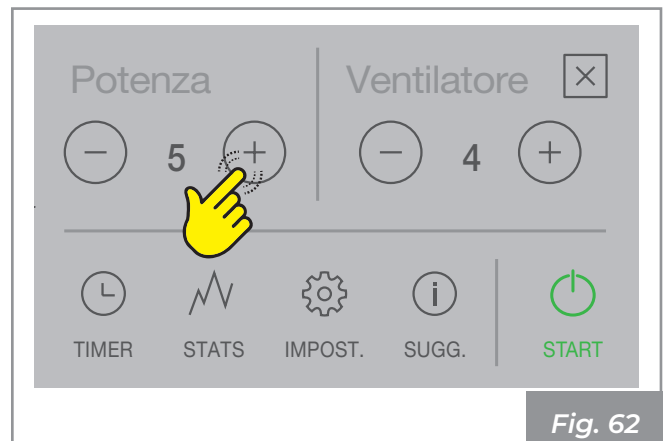 Potenza Ventilatore
5 4
TIMER STATS IMPOST. SUGG. START
Fig. 62